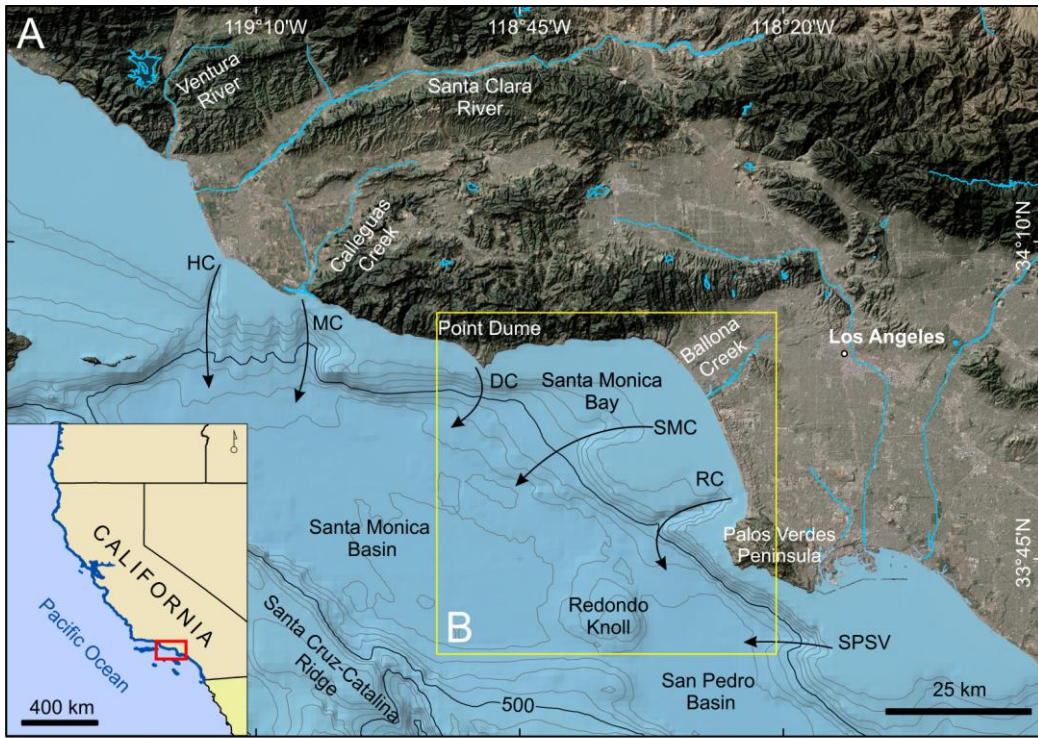 A
119°10'W
118°45'W
118°20'W
Ventura
River
Santa Clara
River
Calleguas
Creek
34°10'N
HC
MC
Point Dume
Ballona
Creek
Los Angeles
DC
Santa Monica
Bay
SMC
RC
Santa Monica
Basin
Palos Verdes
Peninsula
33°45'N
Redondo
Knoll
B
SPSV
Santa Cruz-Catalina
Ridge
San Pedro
Basin
500
25 km
CALIFORNIA
Pacific Ocean
400 km